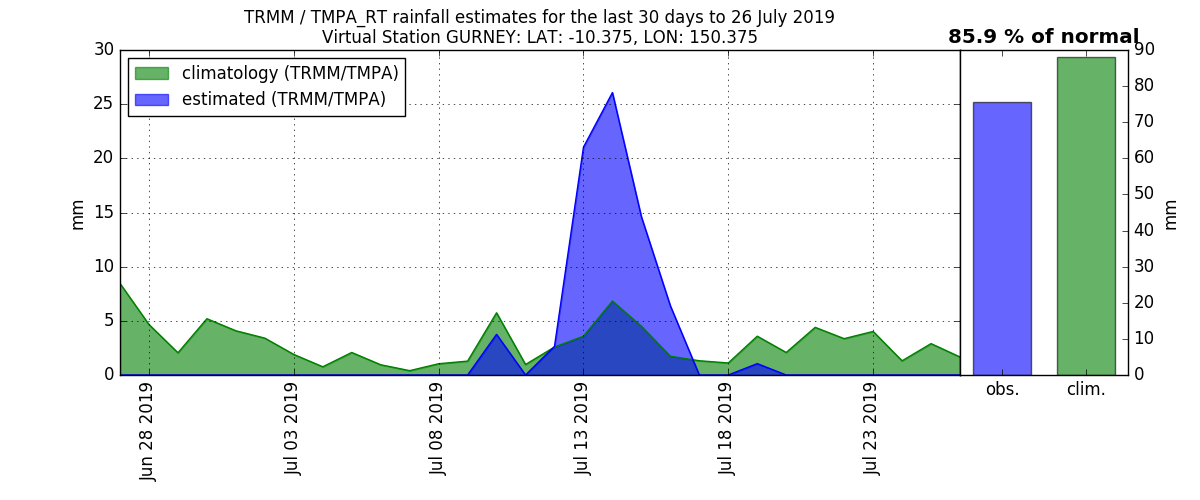 TRMM / TMPA_RT rainfall estimates for the last 30 days to 26 July 2019
Virtual Station GURNEY: LAT: -10.375, LON: 150.375
85.9 % of normal
climatology (TRMM/TMPA)
estimated (TRMM/TMPA)
30
25
20
15
10
5
0
mm
Jun 28 2019
Jul 03 2019
Jul 08 2019
Jul 13 2019
Jul 18 2019
Jul 23 2019
90
80
70
60
50
40
30
20
10
0
mm
obs.
clim.